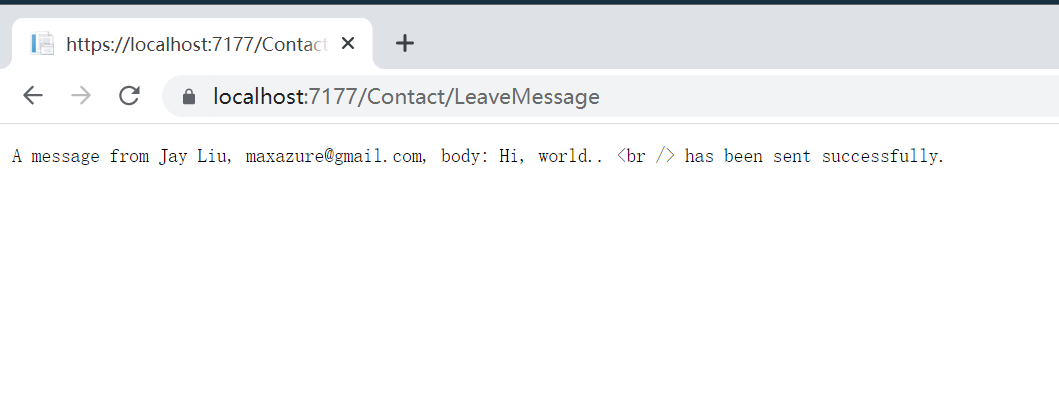 https://localhost:7177/Contact
localhost:7177/Contact/LeaveMessage
A message from Jay Liu, maxazure@gmail.com, body: Hi, world.. <br /> has been sent successfully.